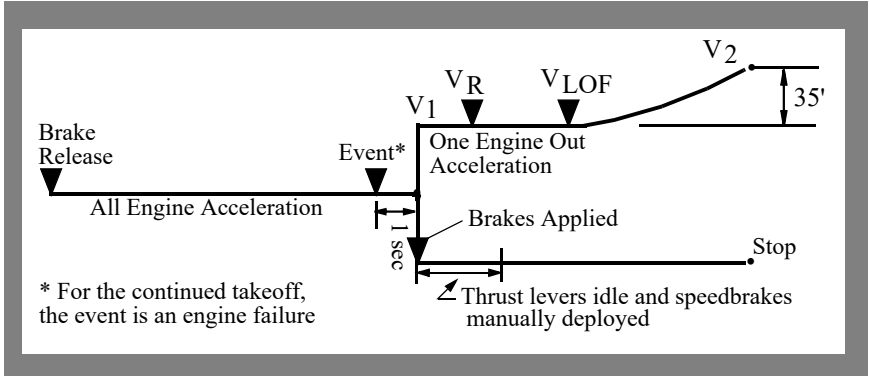 V2
VR
VLOF
35'
V1
Brake
Release
Event*
One Engine Out
Acceleration
All Engine Acceleration
1 sec
Brakes Applied
Stop
* For the continued takeoff,
the event is an engine failure
Thrust levers idle and speedbrakes
manually deployed